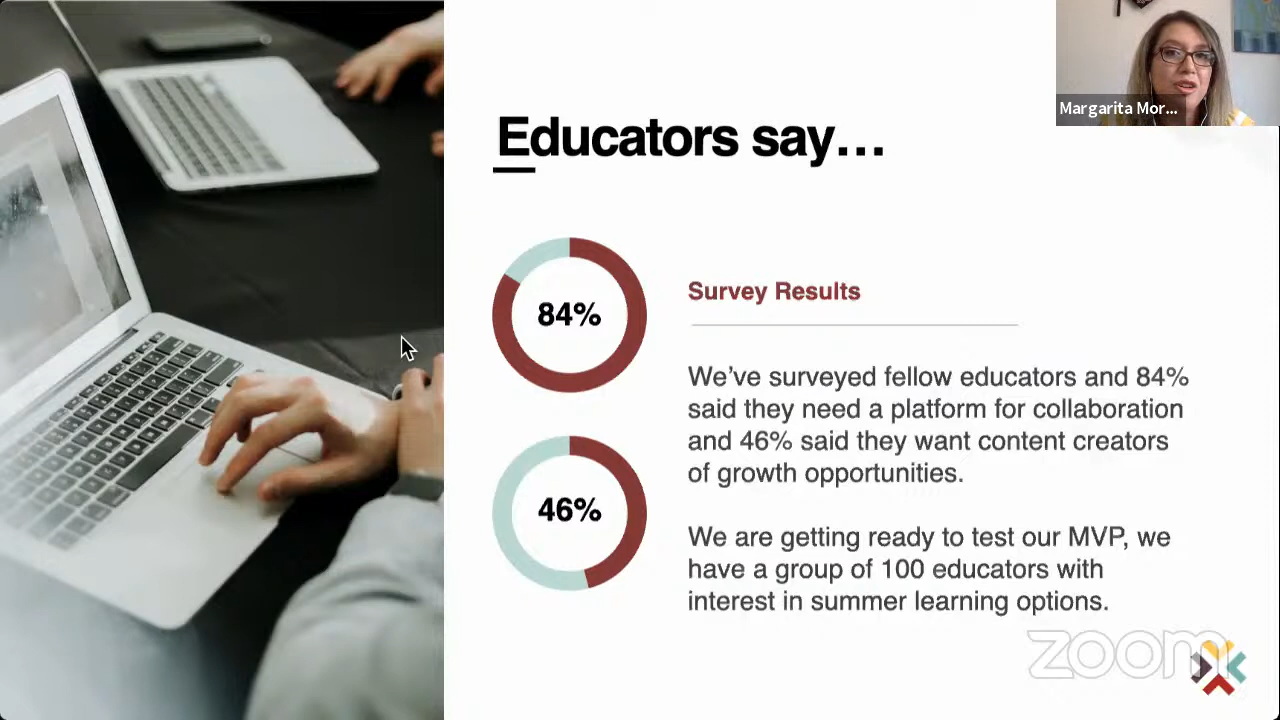 Margarita Mor...
Educators say…
84%
Survey Results
We’ve surveyed fellow educators and 84%
said they need a platform for collaboration
and 46% said they want content creators
of growth opportunities.
46%
We are getting ready to test our MVP, we
have a group of 100 educators with
interest in summer learning options.
zoom